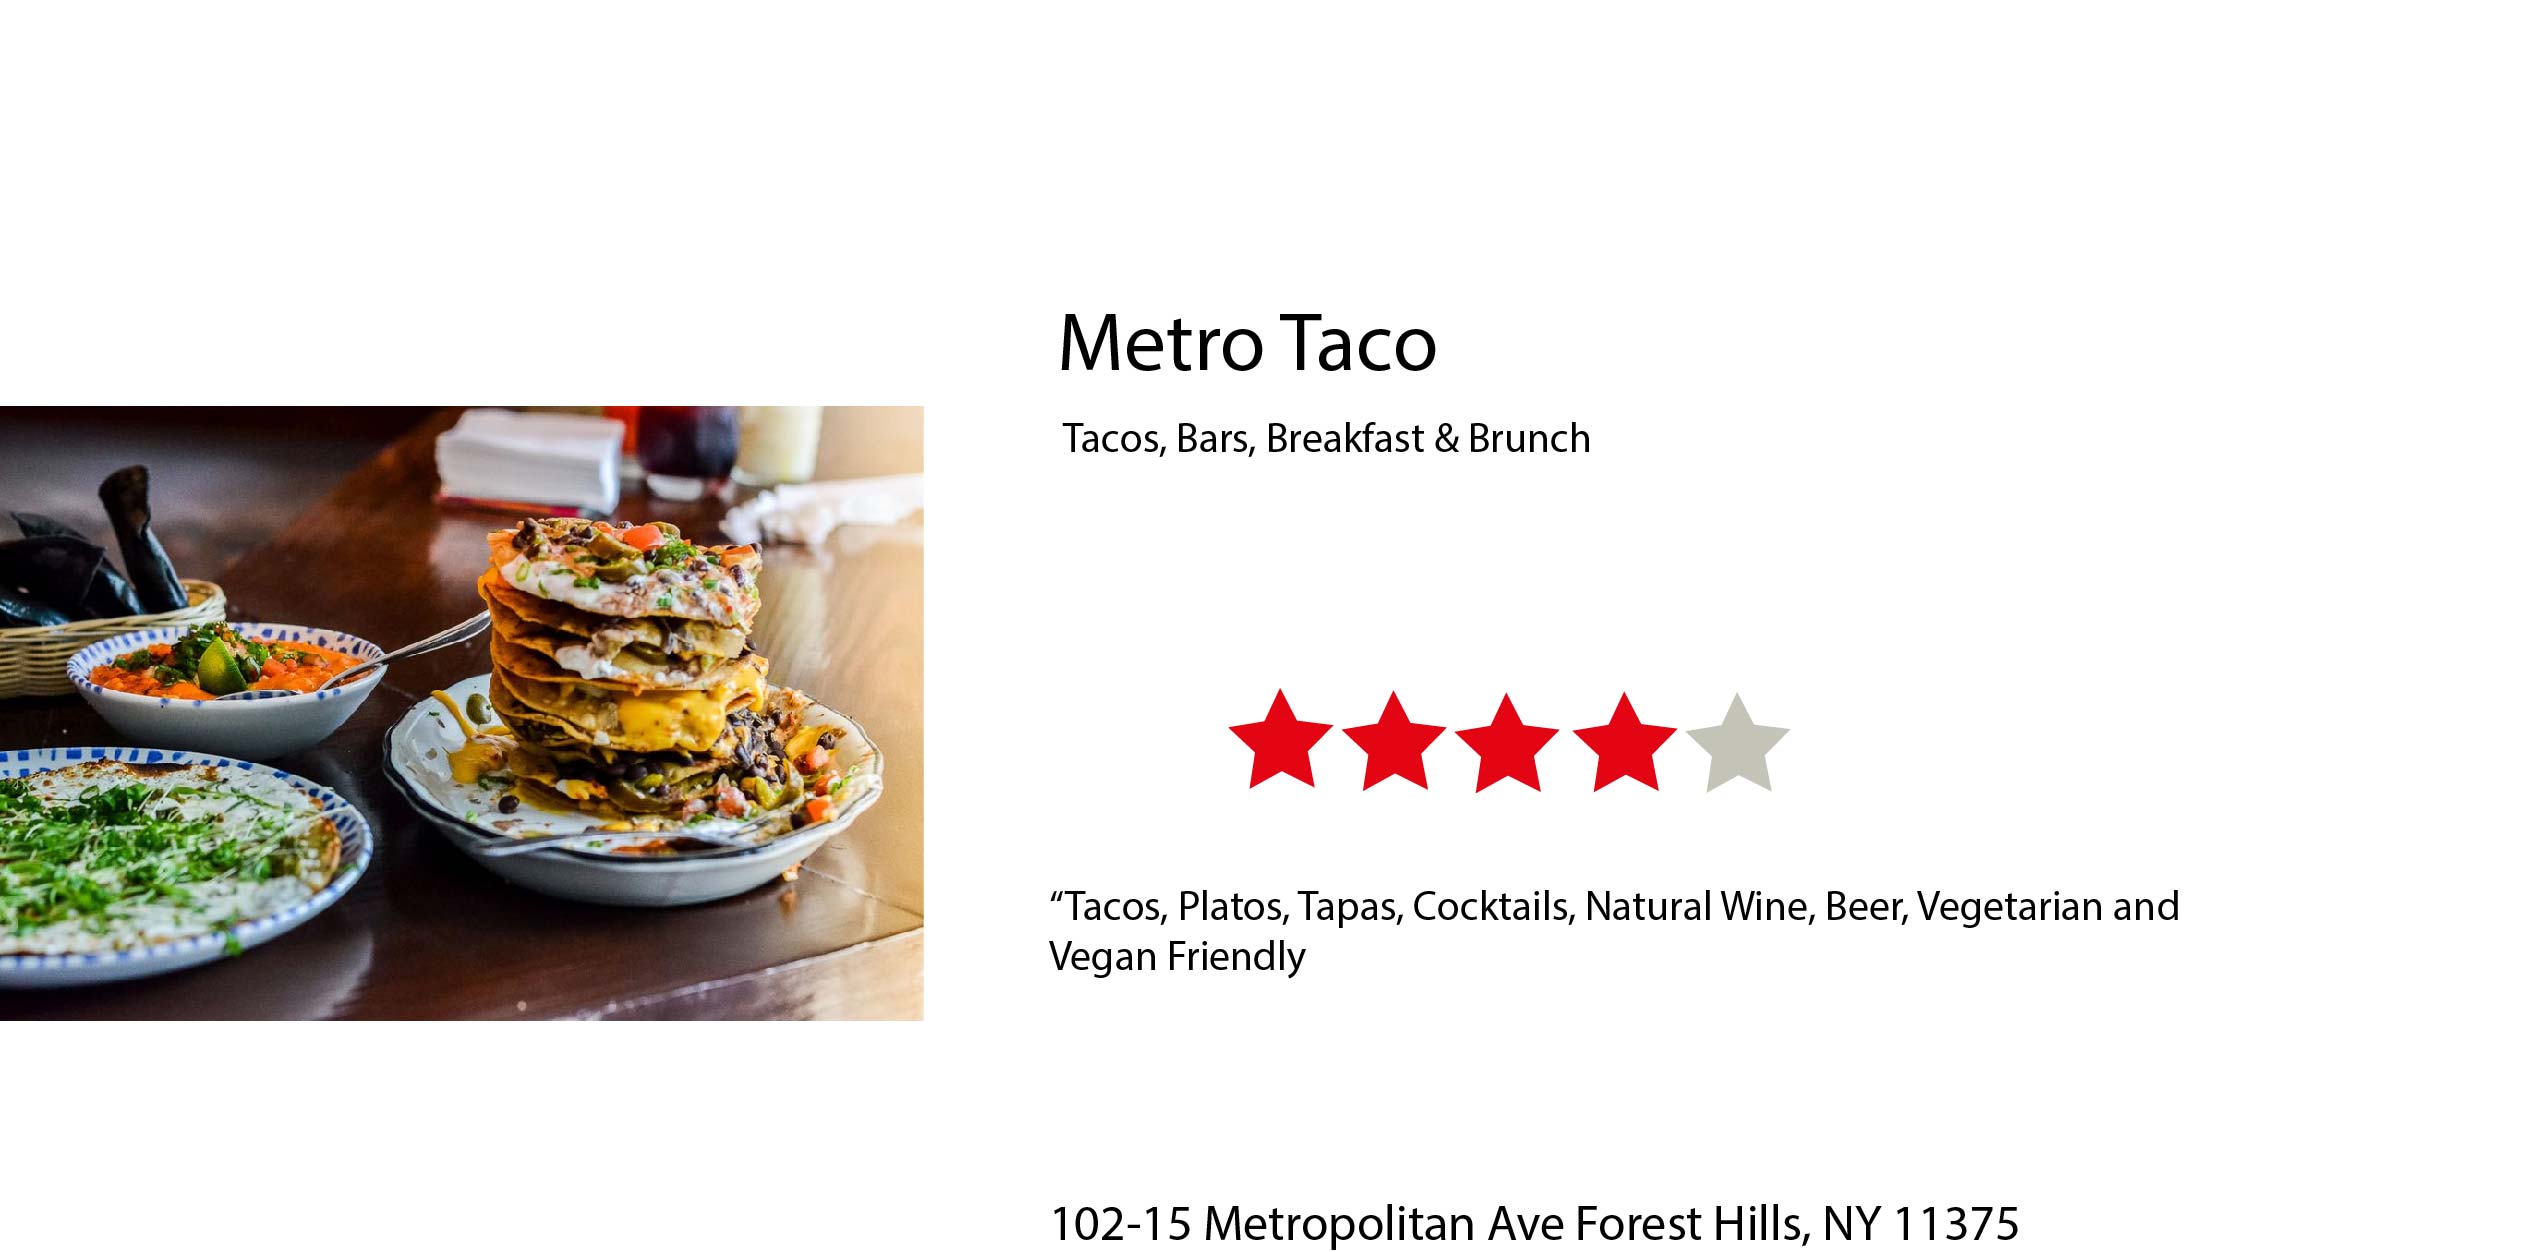 Metro Taco
Tacos, Bars, Breakfast & Brunch
“Tacos, Platos, Tapas, Cocktails, Natural Wine, Beer, Vegetarian and
Vegan Friendly
102-15 Metropolitan Ave Forest Hills, NY 11375